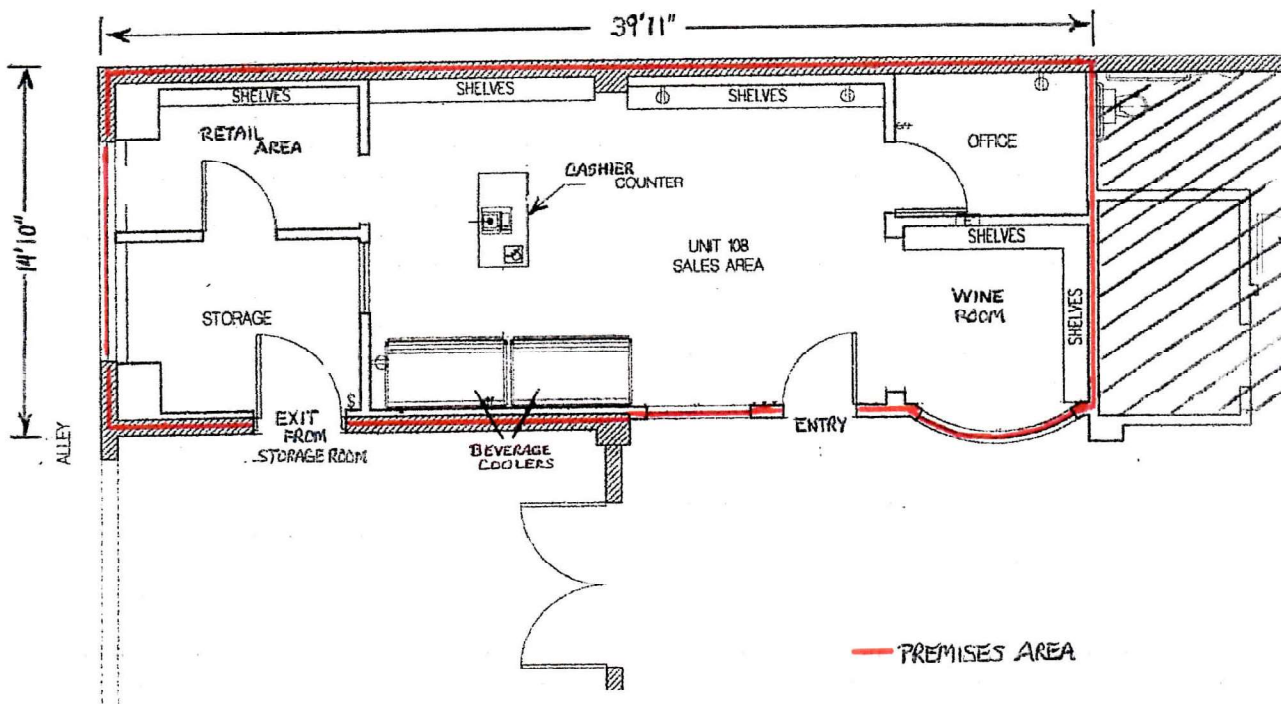 39'11"
14'10"
SHELVES
SHELVES
SHELVES
RETAIL
AREA
OFFICE
CASHIER
COUNTER
UNIT 108
SALES AREA
SHELVES
WINE
ROOM
SHELVES
STORAGE
S
EXIT
FROM
STORAGE ROOM
BEVERAGE
COOLERS
ENTRY
ALLEY
PREMISES AREA